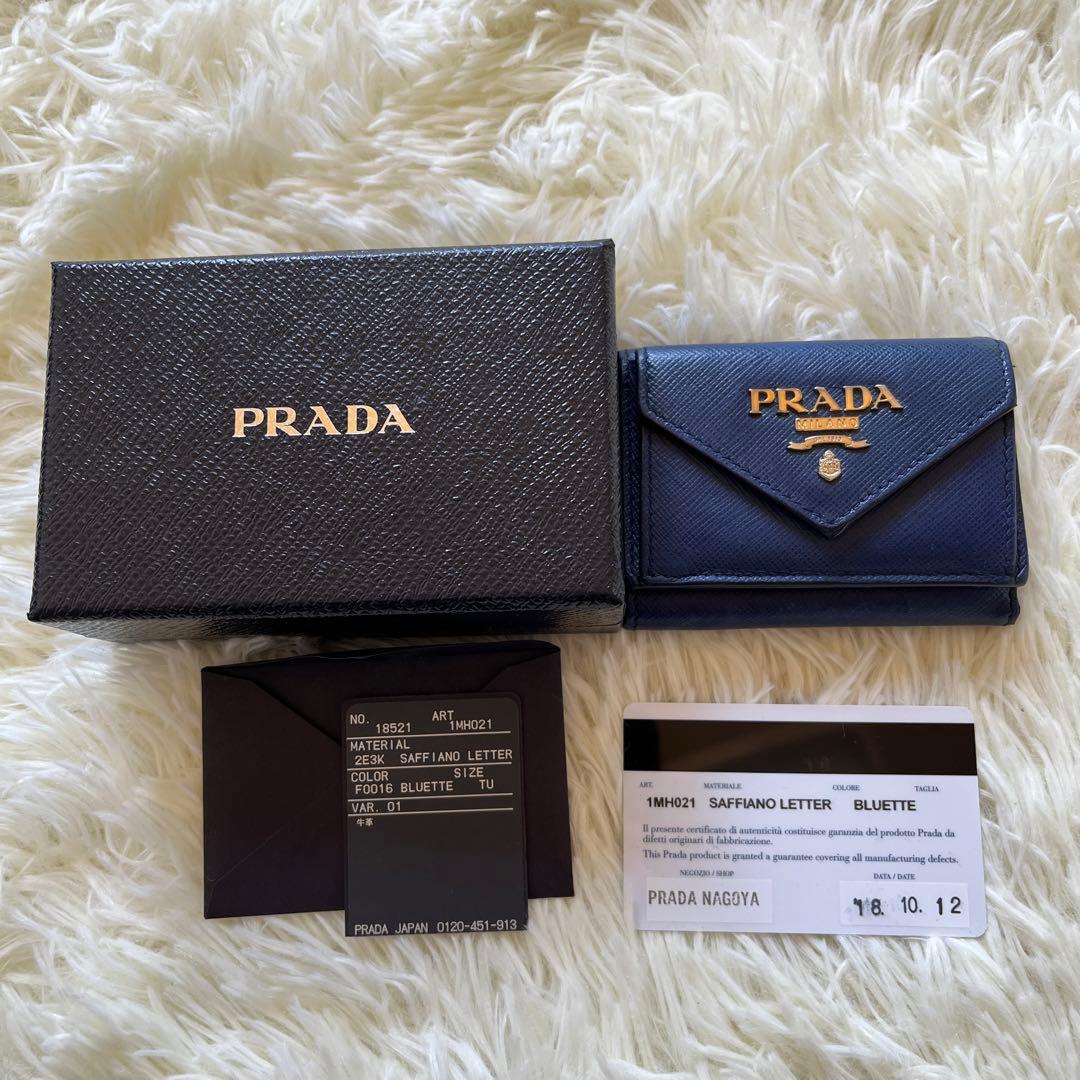 PRADA
PRADA
MILANO
NO. 18521 ART 1MH021
MATERIAL
2E3K SAFFIANO LETTER
COLOR SIZE
F0016 BLUETTE TU
VAR. 01
牛革
PRADA JAPAN 0120-451-913
ART. MATERIALE COLORE TAGLIA
1MH021 SAFFIANO LETTER BLUETTE
Il presente certificato di autenticità costituisce garanzia del prodotto Prada da
difetti originari di fabbricazione.
This Prada product is granted a guarantee covering all manufacturing defects.
NEGOZIO / SHOP DATA / DATE
PRADA NAGOYA '18. 10. 12